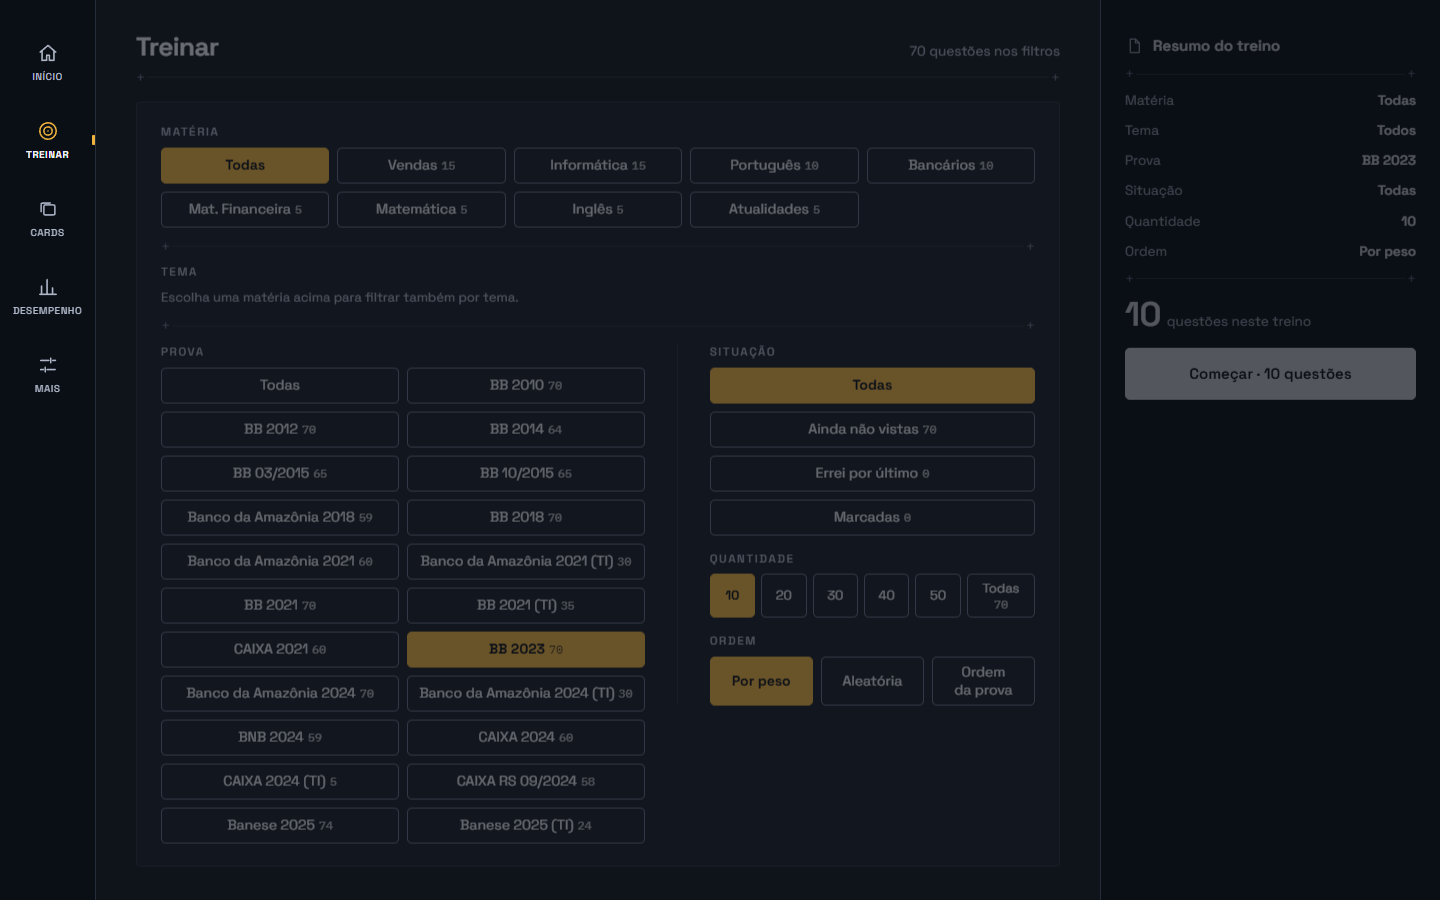 INÍCIO
TREINAR
CARDS
DESEMPENHO
MAIS
Treinar
70 questões nos filtros
MATÉRIA
Todas
Vendas 15
Informática 15
Português 10
Bancários 10
Mat. Financeira 5
Matemática 5
Inglês 5
Atualidades 5
TEMA
Escolha uma matéria acima para filtrar também por tema.
PROVA
Todas
BB 2010 70
BB 2012 70
BB 2014 64
BB 03/2015 65
BB 10/2015 65
Banco da Amazônia 2018 59
BB 2018 70
Banco da Amazônia 2021 60
Banco da Amazônia 2021 (TI) 30
BB 2021 70
BB 2021 (TI) 35
CAIXA 2021 60
BB 2023 70
Banco da Amazônia 2024 70
Banco da Amazônia 2024 (TI) 30
BNB 2024 59
CAIXA 2024 60
CAIXA 2024 (TI) 5
CAIXA RS 09/2024 58
Banese 2025 74
Banese 2025 (TI) 24
SITUAÇÃO
Todas
Ainda não vistas 70
Errei por último 0
Marcadas 0
QUANTIDADE
10
20
30
40
50
Todas
70
ORDEM
Por peso
Aleatória
Ordem
da prova
Resumo do treino
Matéria Todas
Tema Todos
Prova BB 2023
Situação Todas
Quantidade 10
Ordem Por peso
10 questões neste treino
Começar · 10 questões